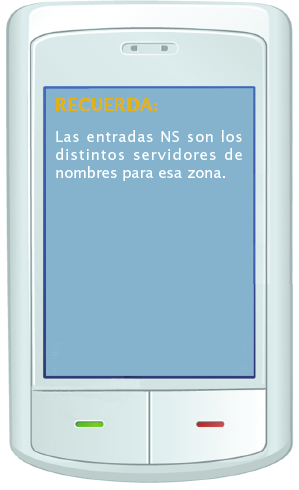 RECUERDA:
Las entradas NS son los
distintos servidores de
nombres para esa zona.